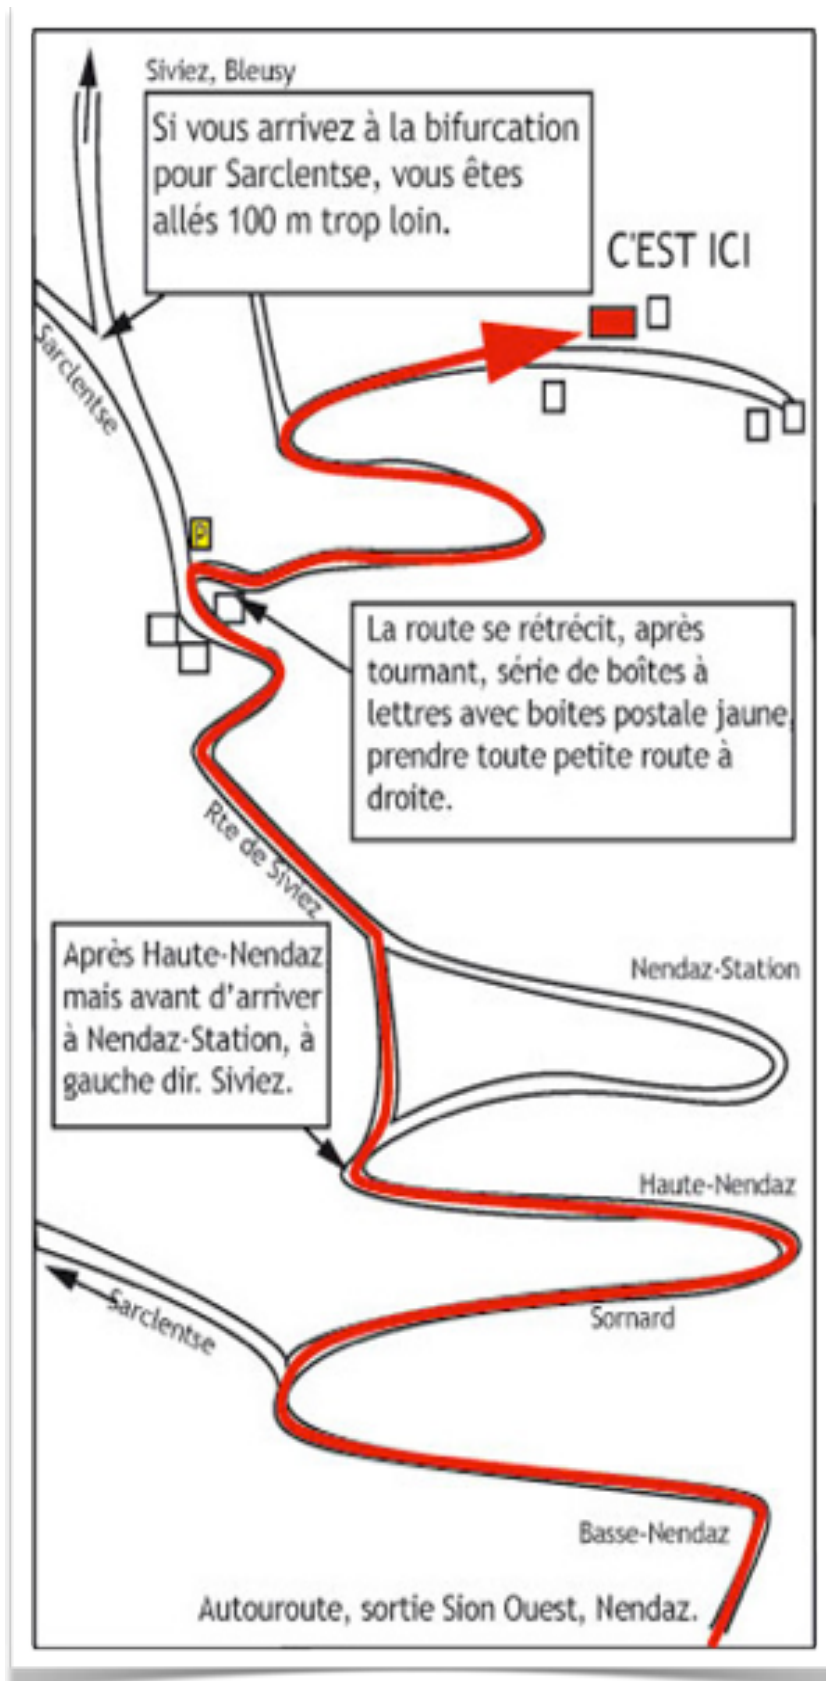 Siviez, Bleusy
Si vous arrivez à la bifurcation
pour Sarclentse, vous êtes
allés 100 m trop loin.
C'EST ICI
Sarclentse
P
La route se rétrécit, après
tournant, série de boîtes à
lettres avec boites postale jaune,
prendre toute petite route à
droite.
Rte de Siviez
Après Haute-Nendaz
mais avant d'arriver
à Nendaz-Station, à
gauche dir. Siviez.
Nendaz-Station
Haute-Nendaz
Sornard
Sarclentse
Basse-Nendaz
Autouroute, sortie Sion Ouest, Nendaz.